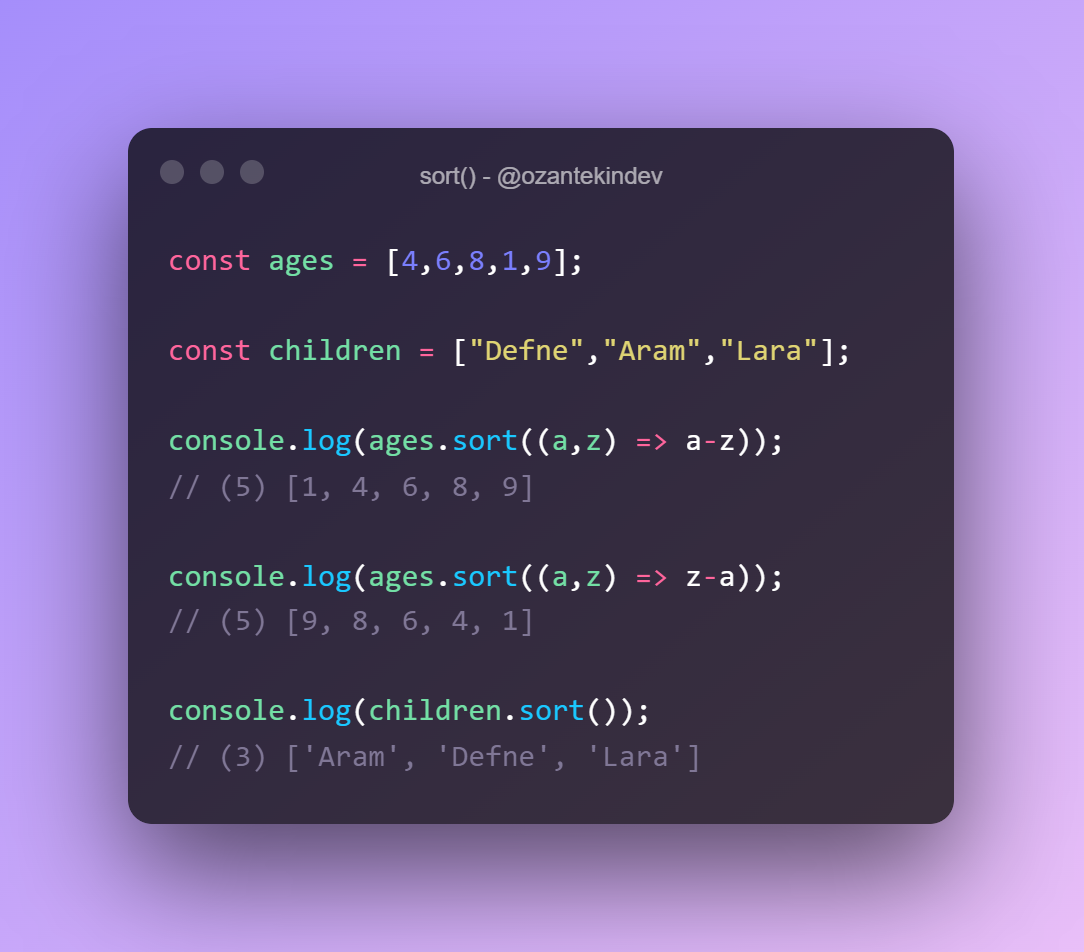 sort() - @ozantekindev
const ages = [4,6,8,1,9];
const children = ["Defne","Aram","Lara"];
console.log(ages.sort((a,z) => a-z));
// (5) [1, 4, 6, 8, 9]
console.log(ages.sort((a,z) => z-a));
// (5) [9, 8, 6, 4, 1]
console.log(children.sort());
// (3) ['Aram', 'Defne', 'Lara']